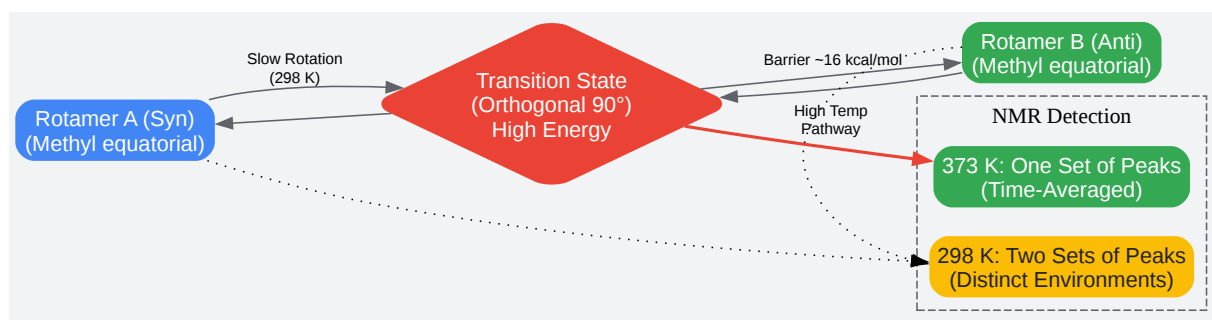 Slow Rotation
(298 K)
Rotamer A (Syn)
(Methyl equatorial)
Transition State
(Orthogonal 90°)
High Energy
Barrier ~16 kcal/mol
Rotamer B (Anti)
(Methyl equatorial)
High Temp
Pathway
NMR Detection
373 K: One Set of Peaks
(Time-Averaged)
298 K: Two Sets of Peaks
(Distinct Environments)